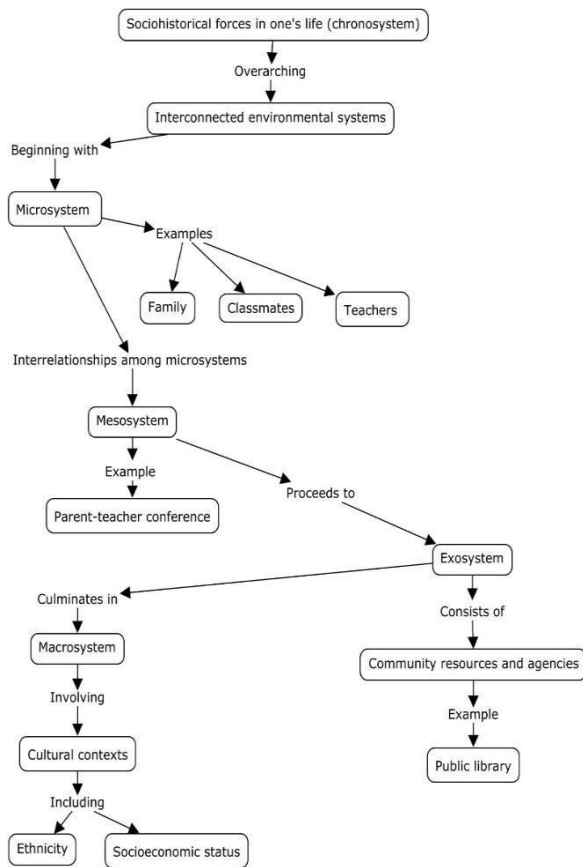 Sociohistorical forces in one's life (chronosystem)
Overarching
Interconnected environmental systems
Beginning with
Microsystem
Examples
Family
Classmates
Teachers
Interrelationships among microsystems
Mesosystem
Example
Parent-teacher conference
Proceeds to
Exosystem
Culminates in
Macrosystem
Involving
Cultural contexts
Including
Ethnicity
Socioeconomic status
Consists of
Community resources and agencies
Example
Public library